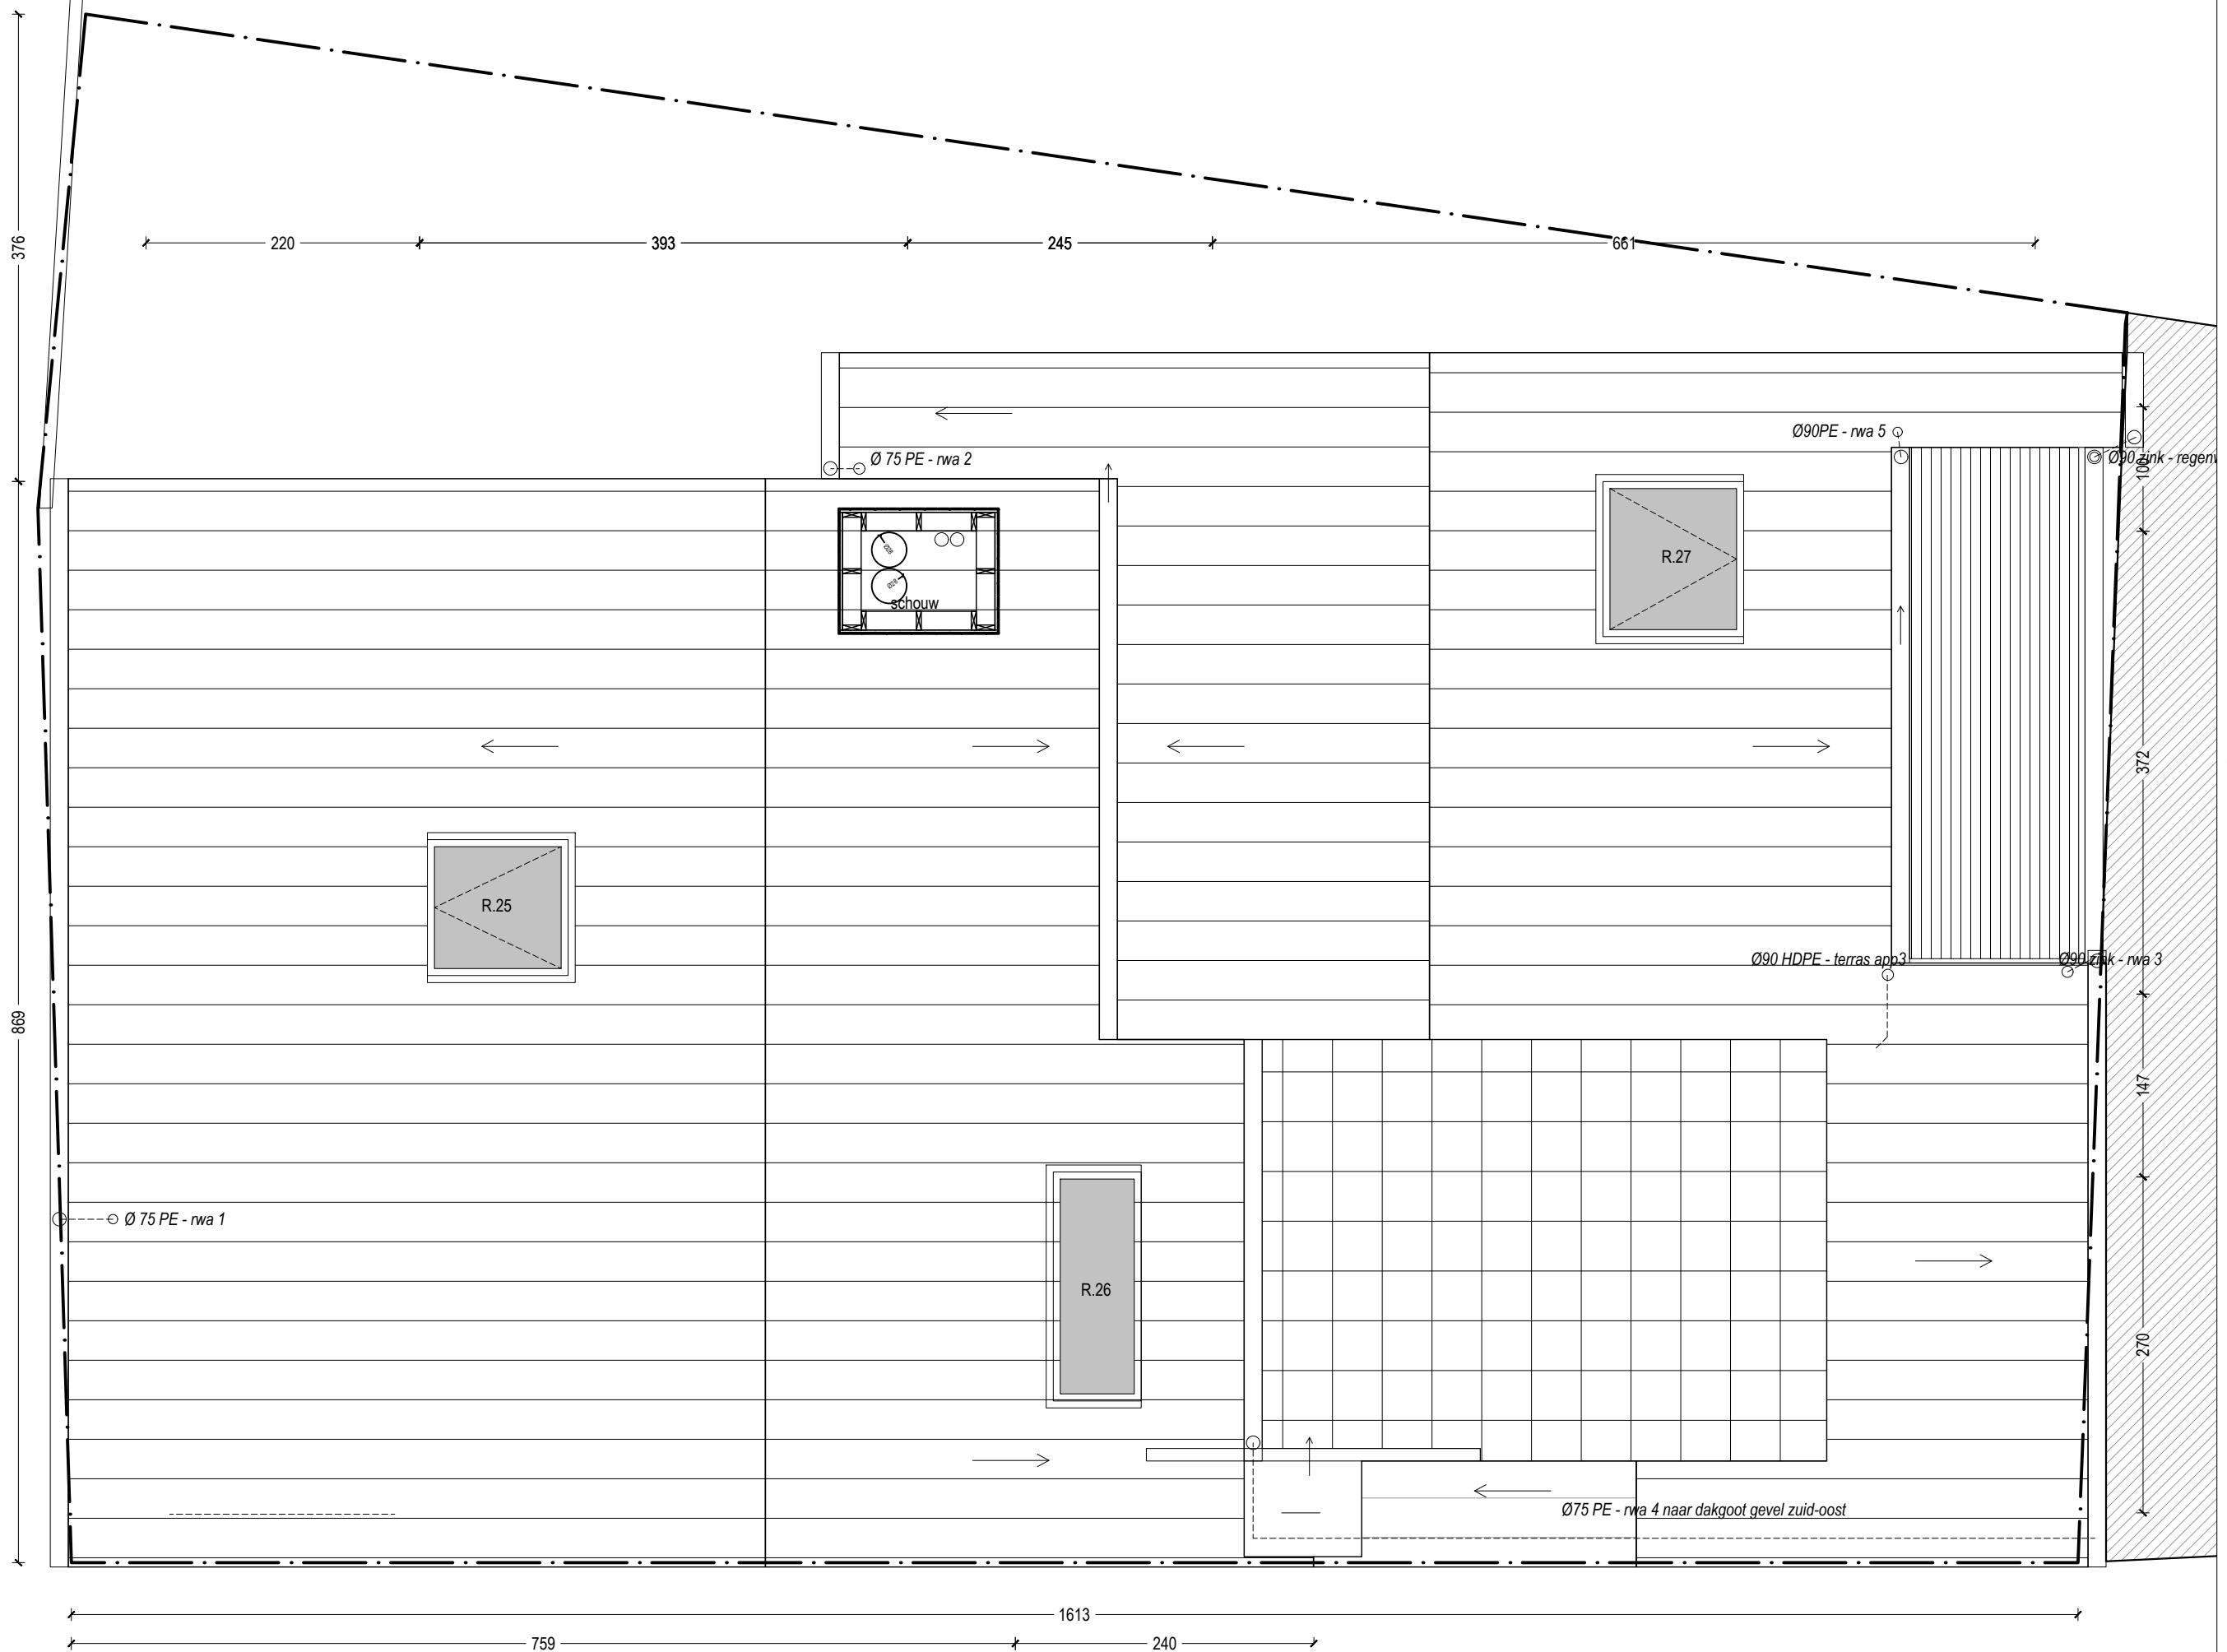 376
220
393
245
661
Ø90PE - rwa 5
Ø 75 PE - rwa 2
Ø90 zink - regenw
100
R.27
Ø28
Ø28
schouw
372
R.25
Ø90 HDPE - terras app3
Ø90 zink - rwa 3
869
147
Ø 75 PE - rwa 1
R.26
270
Ø75 PE - rwa 4 naar dakgoot gevel zuid-oost
1613
759
240